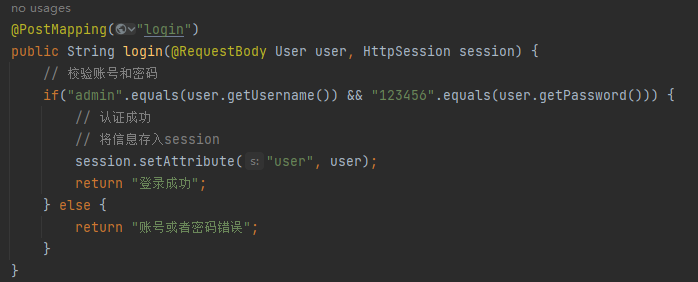 no usages
@PostMapping("login")
public String login(@RequestBody User user, HttpSession session) {
// 校验账号和密码
if("admin".equals(user.getUsername()) && "123456".equals(user.getPassword())) {
// 认证成功
// 将信息存入session
session.setAttribute( s: "user", user);
return "登录成功";
} else {
return "账号或者密码错误";
}
}